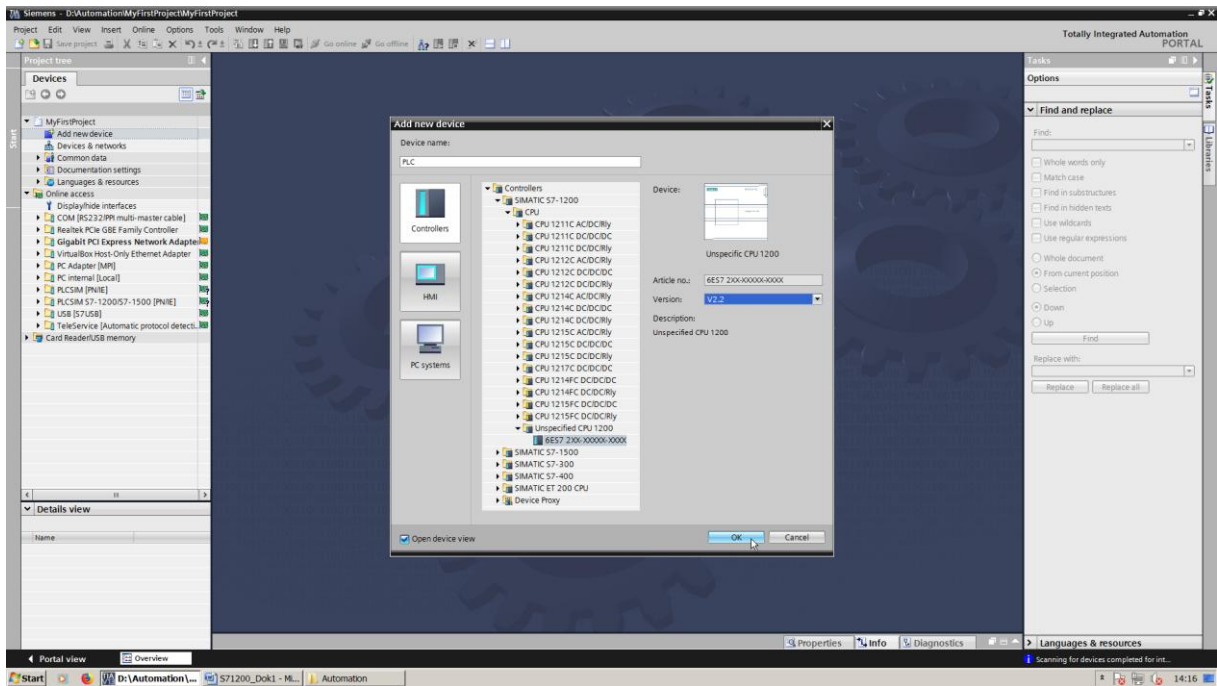 Siemens - D:\Automation\MyFirstProject\MyFirstProject
Project Edit View Insert Online Options Tools Window Help
Totally Integrated Automation
PORTAL
Save project
Go online
Go offline
Start
Project tree
Devices
MyFirstProject
Add new device
Devices & networks
Common data
Documentation settings
Languages & resources
Online access
Display/hide interfaces
COM [RS232/PPI multi-master cable]
Realtek PCIe GBE Family Controller
Gigabit PCI Express Network Adapter
VirtualBox Host-Only Ethernet Adapter
PC Adapter [MPI]
PC internal [Local]
PLCSIM [PN/IE]
PLCSIM S7-1200/S7-1500 [PN/IE]
USB [S7USB]
TeleService [Automatic protocol detecti...
Card Reader/USB memory
Details view
Name
Add new device
Device name:
PLC
Controllers
HMI
PC systems
Controllers
SIMATIC S7-1200
CPU
CPU 1211C AC/DC/Rly
CPU 1211C DC/DC/DC
CPU 1211C DC/DC/Rly
CPU 1212C AC/DC/Rly
CPU 1212C DC/DC/DC
CPU 1212C DC/DC/Rly
CPU 1214C AC/DC/Rly
CPU 1214C DC/DC/DC
CPU 1214C DC/DC/Rly
CPU 1215C AC/DC/Rly
CPU 1215C DC/DC/DC
CPU 1215C DC/DC/Rly
CPU 1217C DC/DC/DC
CPU 1214FC DC/DC/DC
CPU 1214FC DC/DC/Rly
CPU 1215FC DC/DC/DC
CPU 1215FC DC/DC/Rly
Unspecified CPU 1200
6ES7 2XX-XXXXX-XXXX
SIMATIC S7-1500
SIMATIC S7-300
SIMATIC S7-400
SIMATIC ET 200 CPU
Device Proxy
Device:
Unspecific CPU 1200
Article no.: 6ES7 2XX-XXXXX-XXXX
Version: V2.2
Description:
Unspecified CPU 1200
Open device view
OK
Cancel
Tasks
Options
Find and replace
Find:
Whole words only
Match case
Find in substructures
Find in hidden texts
Use wildcards
Use regular expressions
Whole document
From current position
Selection
Down
Up
Find
Replace with:
Replace
Replace all
Languages & resources
Tasks
Libraries
Properties
Info
Diagnostics
Portal view
Overview
Scanning for devices completed for int...
Start
D:\Automation\...
S71200_Dok1 - Mi...
Automation
14:16